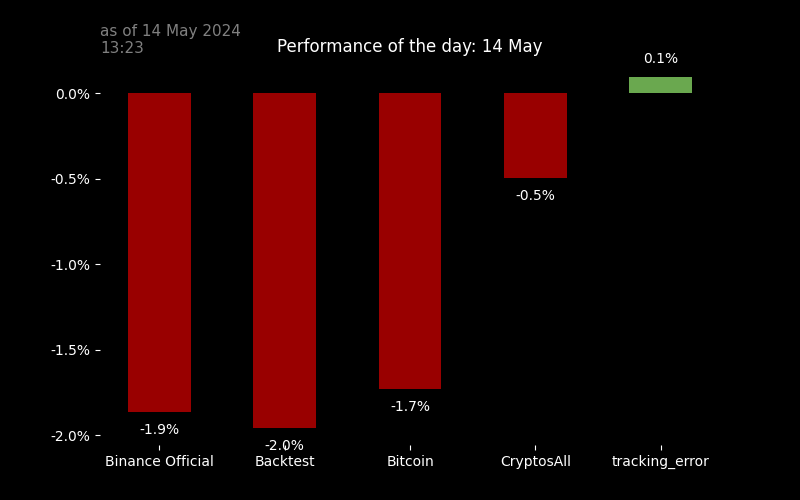 as of 14 May 2024
13:23
Performance of the day: 14 May
0.1%
0.0%
-0.5%
-0.5%
-1.0%
-1.5%
-1.7%
-1.9%
-2.0%
-2.0%
Binance Official
Backtest
Bitcoin
CryptosAll
tracking_error